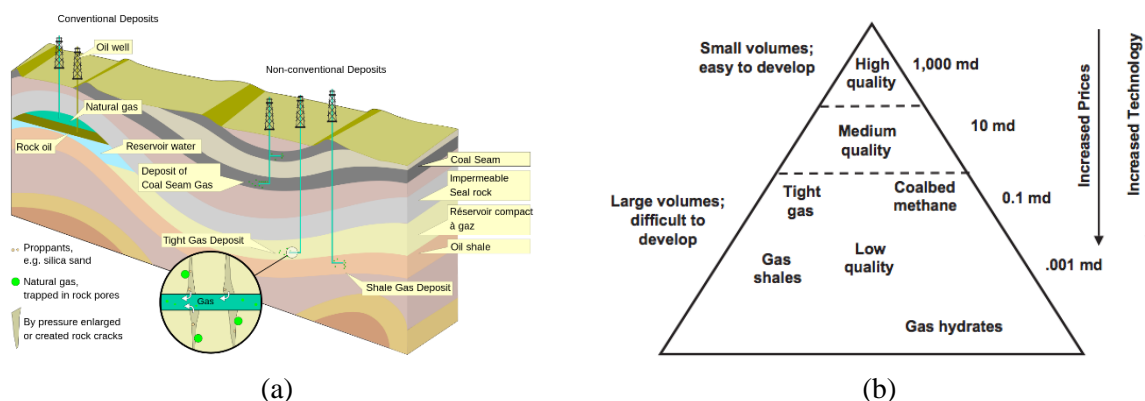 Conventional Deposits
Oil well
Non-conventional Deposits
Natural gas
Rock oil
Reservoir water
Deposit of
Coal Seam Gas
Coal Seam
Impermeable
Seal rock
Réservoir compact
à gaz
Tight Gas Deposit
Oil shale
Shale Gas Deposit
Proppants,
e.g. silica sand
Natural gas,
trapped in rock pores
By pressure enlarged
or created rock cracks
Gas
(a)
Small volumes;
easy to develop
High
quality
1,000 md
Medium
quality
10 md
Large volumes;
difficult to
develop
Tight
gas
Coalbed
methane
0.1 md
Gas
shales
Low
quality
.001 md
Gas hydrates
Increased Prices
Increased Technology
(b)